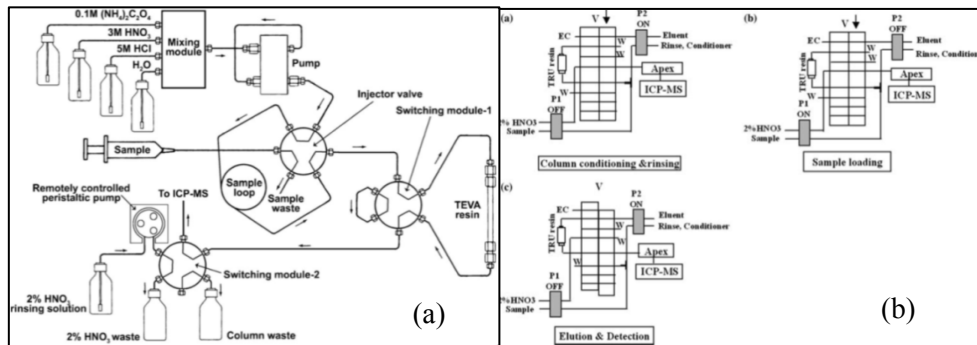 0.1M (NH₄)₂C₂O₄
3M HNO₃
5M HCl
H₂O
Mixing
module
Pump
Injector valve
Switching module-1
Sample
Sample
loop
Sample
waste
TEVA
resin
Remotely controlled
peristaltic pump
To ICP-MS
Switching module-2
2% HNO₃
rinsing solution
2% HNO₃ waste
Column waste
(a)
(a)
V
P2
ON
EC
W
W
Eluent
Rinse, Conditioner
TRU resin
Apex
ICP-MS
W
P1
OFF
2% HNO3
Sample
Column conditioning &rinsing
(b)
V
P2
OFF
EC
W
W
Eluent
Rinse, Conditioner
TRU resin
Apex
ICP-MS
W
P1
ON
2%HNO3
Sample
Sample loading
(c)
V
P2
ON
EC
W
Eluent
Rinse, Conditioner
TRU resin
W
Apex
ICP-MS
W
P1
OFF
2%HNO3
Sample
Elution & Detection
(b)